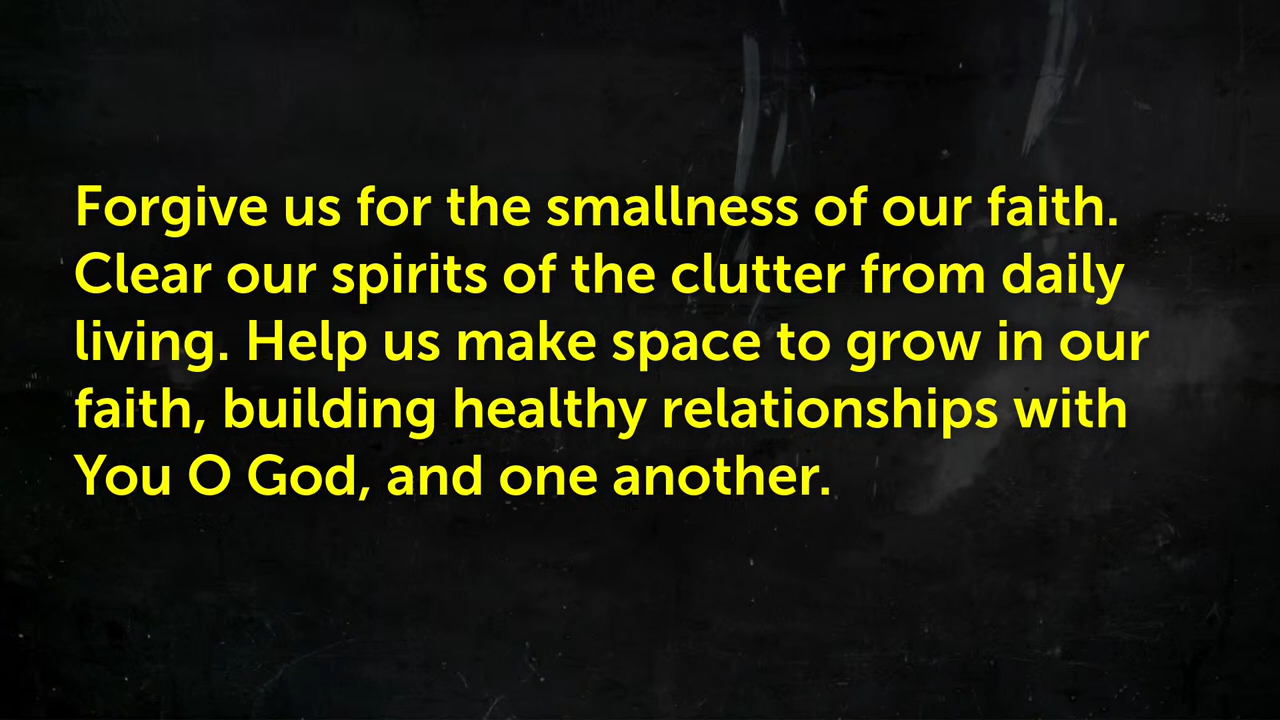 Forgive us for the smallness of our faith.
Clear our spirits of the clutter from daily
living. Help us make space to grow in our
faith, building healthy relationships with
You O God, and one another.